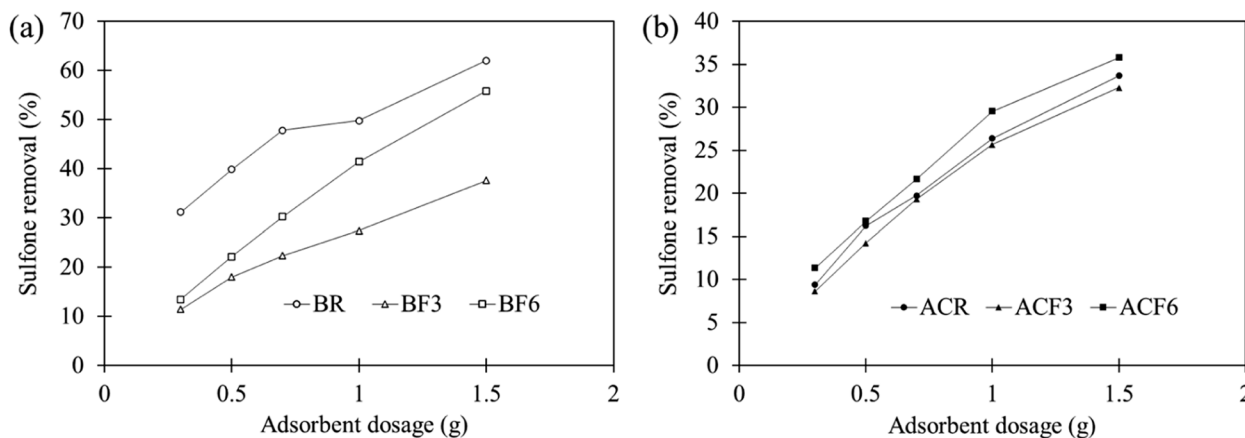 (a)
70
60
50
40
30
20
10
0
Sulfone removal (%)
BR BF3 BF6
0 0.5 1 1.5 2
Adsorbent dosage (g)
(b)
40
35
30
25
20
15
10
5
0
Sulfone removal (%)
ACR ACF3 ACF6
0 0.5 1 1.5 2
Adsorbent dosage (g)